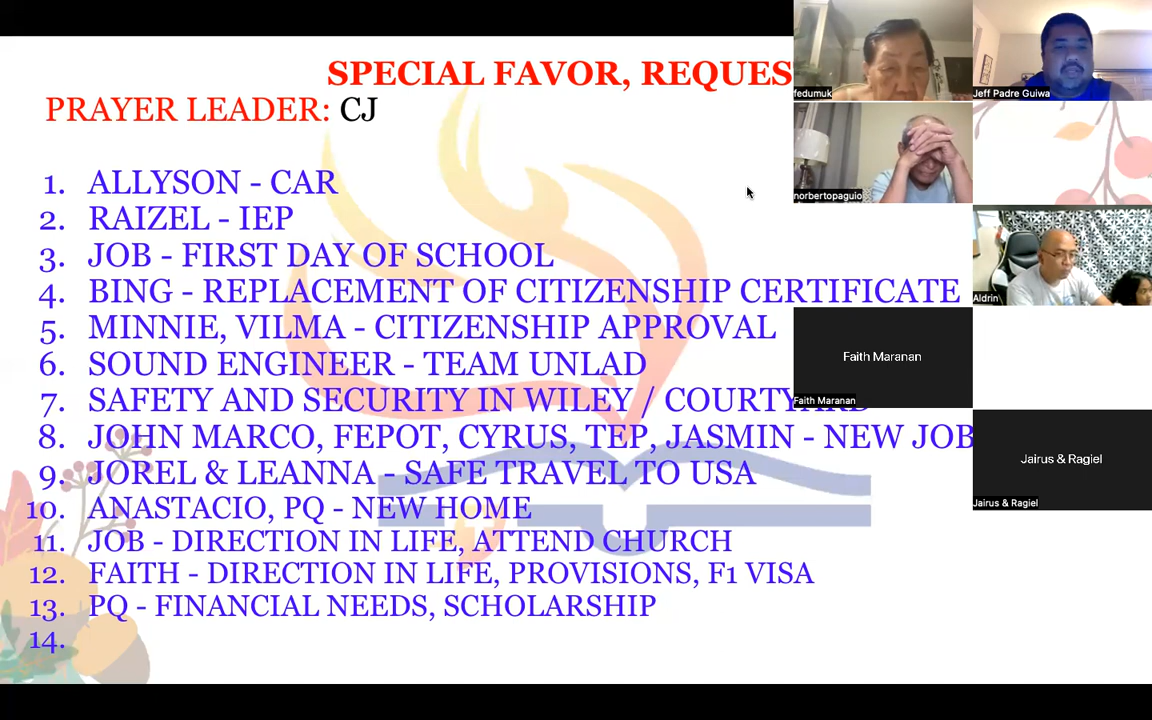 SPECIAL FAVOR, REQUES
PRAYER LEADER: CJ
1. ALLYSON - CAR
2. RAIZEL - IEP
3. JOB - FIRST DAY OF SCHOOL
4. BING - REPLACEMENT OF CITIZENSHIP CERTIFICATE
5. MINNIE, VILMA - CITIZENSHIP APPROVAL
6. SOUND ENGINEER - TEAM UNLAD
7. SAFETY AND SECURITY IN WILEY / COURTYARD
8. JOHN MARCO, FEPOT, CYRUS, TEP, JASMIN - NEW JOB
9. JOREL & LEANNA - SAFE TRAVEL TO USA
10. ANASTACIO, PQ - NEW HOME
11. JOB - DIRECTION IN LIFE, ATTEND CHURCH
12. FAITH - DIRECTION IN LIFE, PROVISIONS, F1 VISA
13. PQ - FINANCIAL NEEDS, SCHOLARSHIP
14.
fedumuk
Jeff Padre Guiwa
norbertopaguio
Aldrin
Faith Maranan
Faith Maranan
Jairus & Ragiel
Jairus & Ragiel